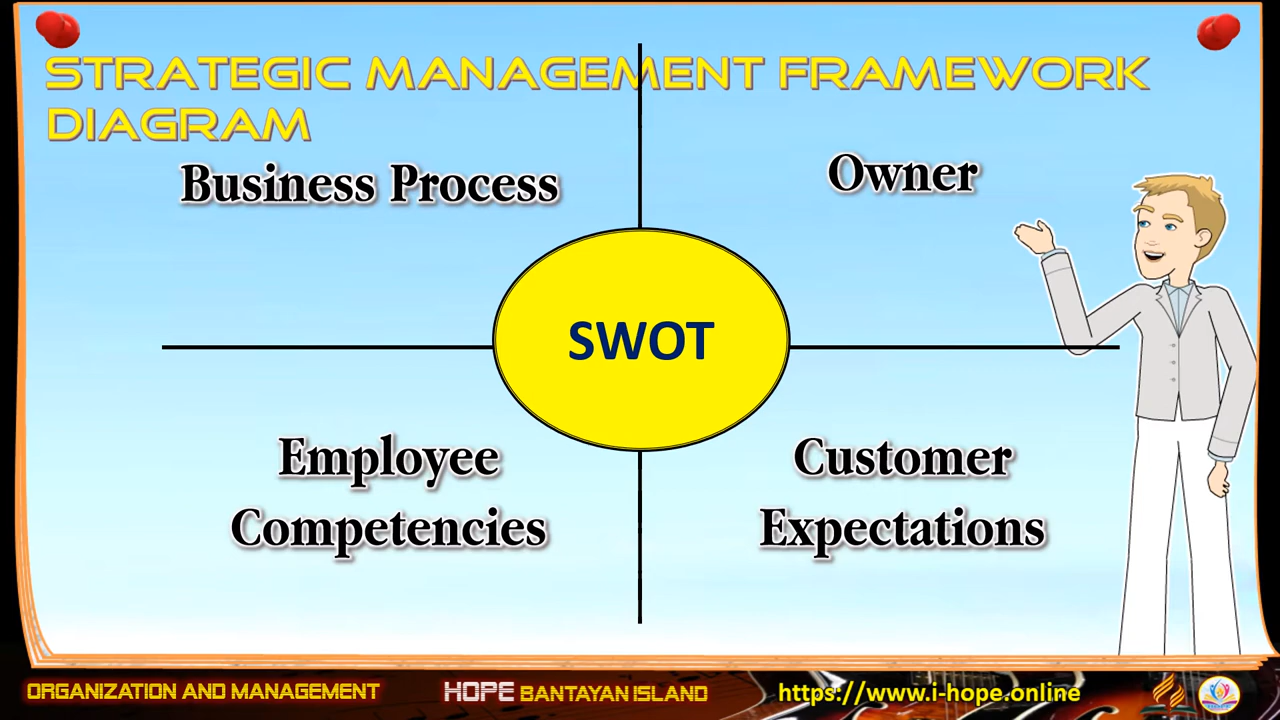 STRATEGIC MANAGEMENT FRAMEWORK
DIAGRAM
Business Process
Owner
SWOT
Employee
Competencies
Customer
Expectations
ORGANIZATION AND MANAGEMENT
HOPE BANTAYAN ISLAND
https://www.i-hope.online